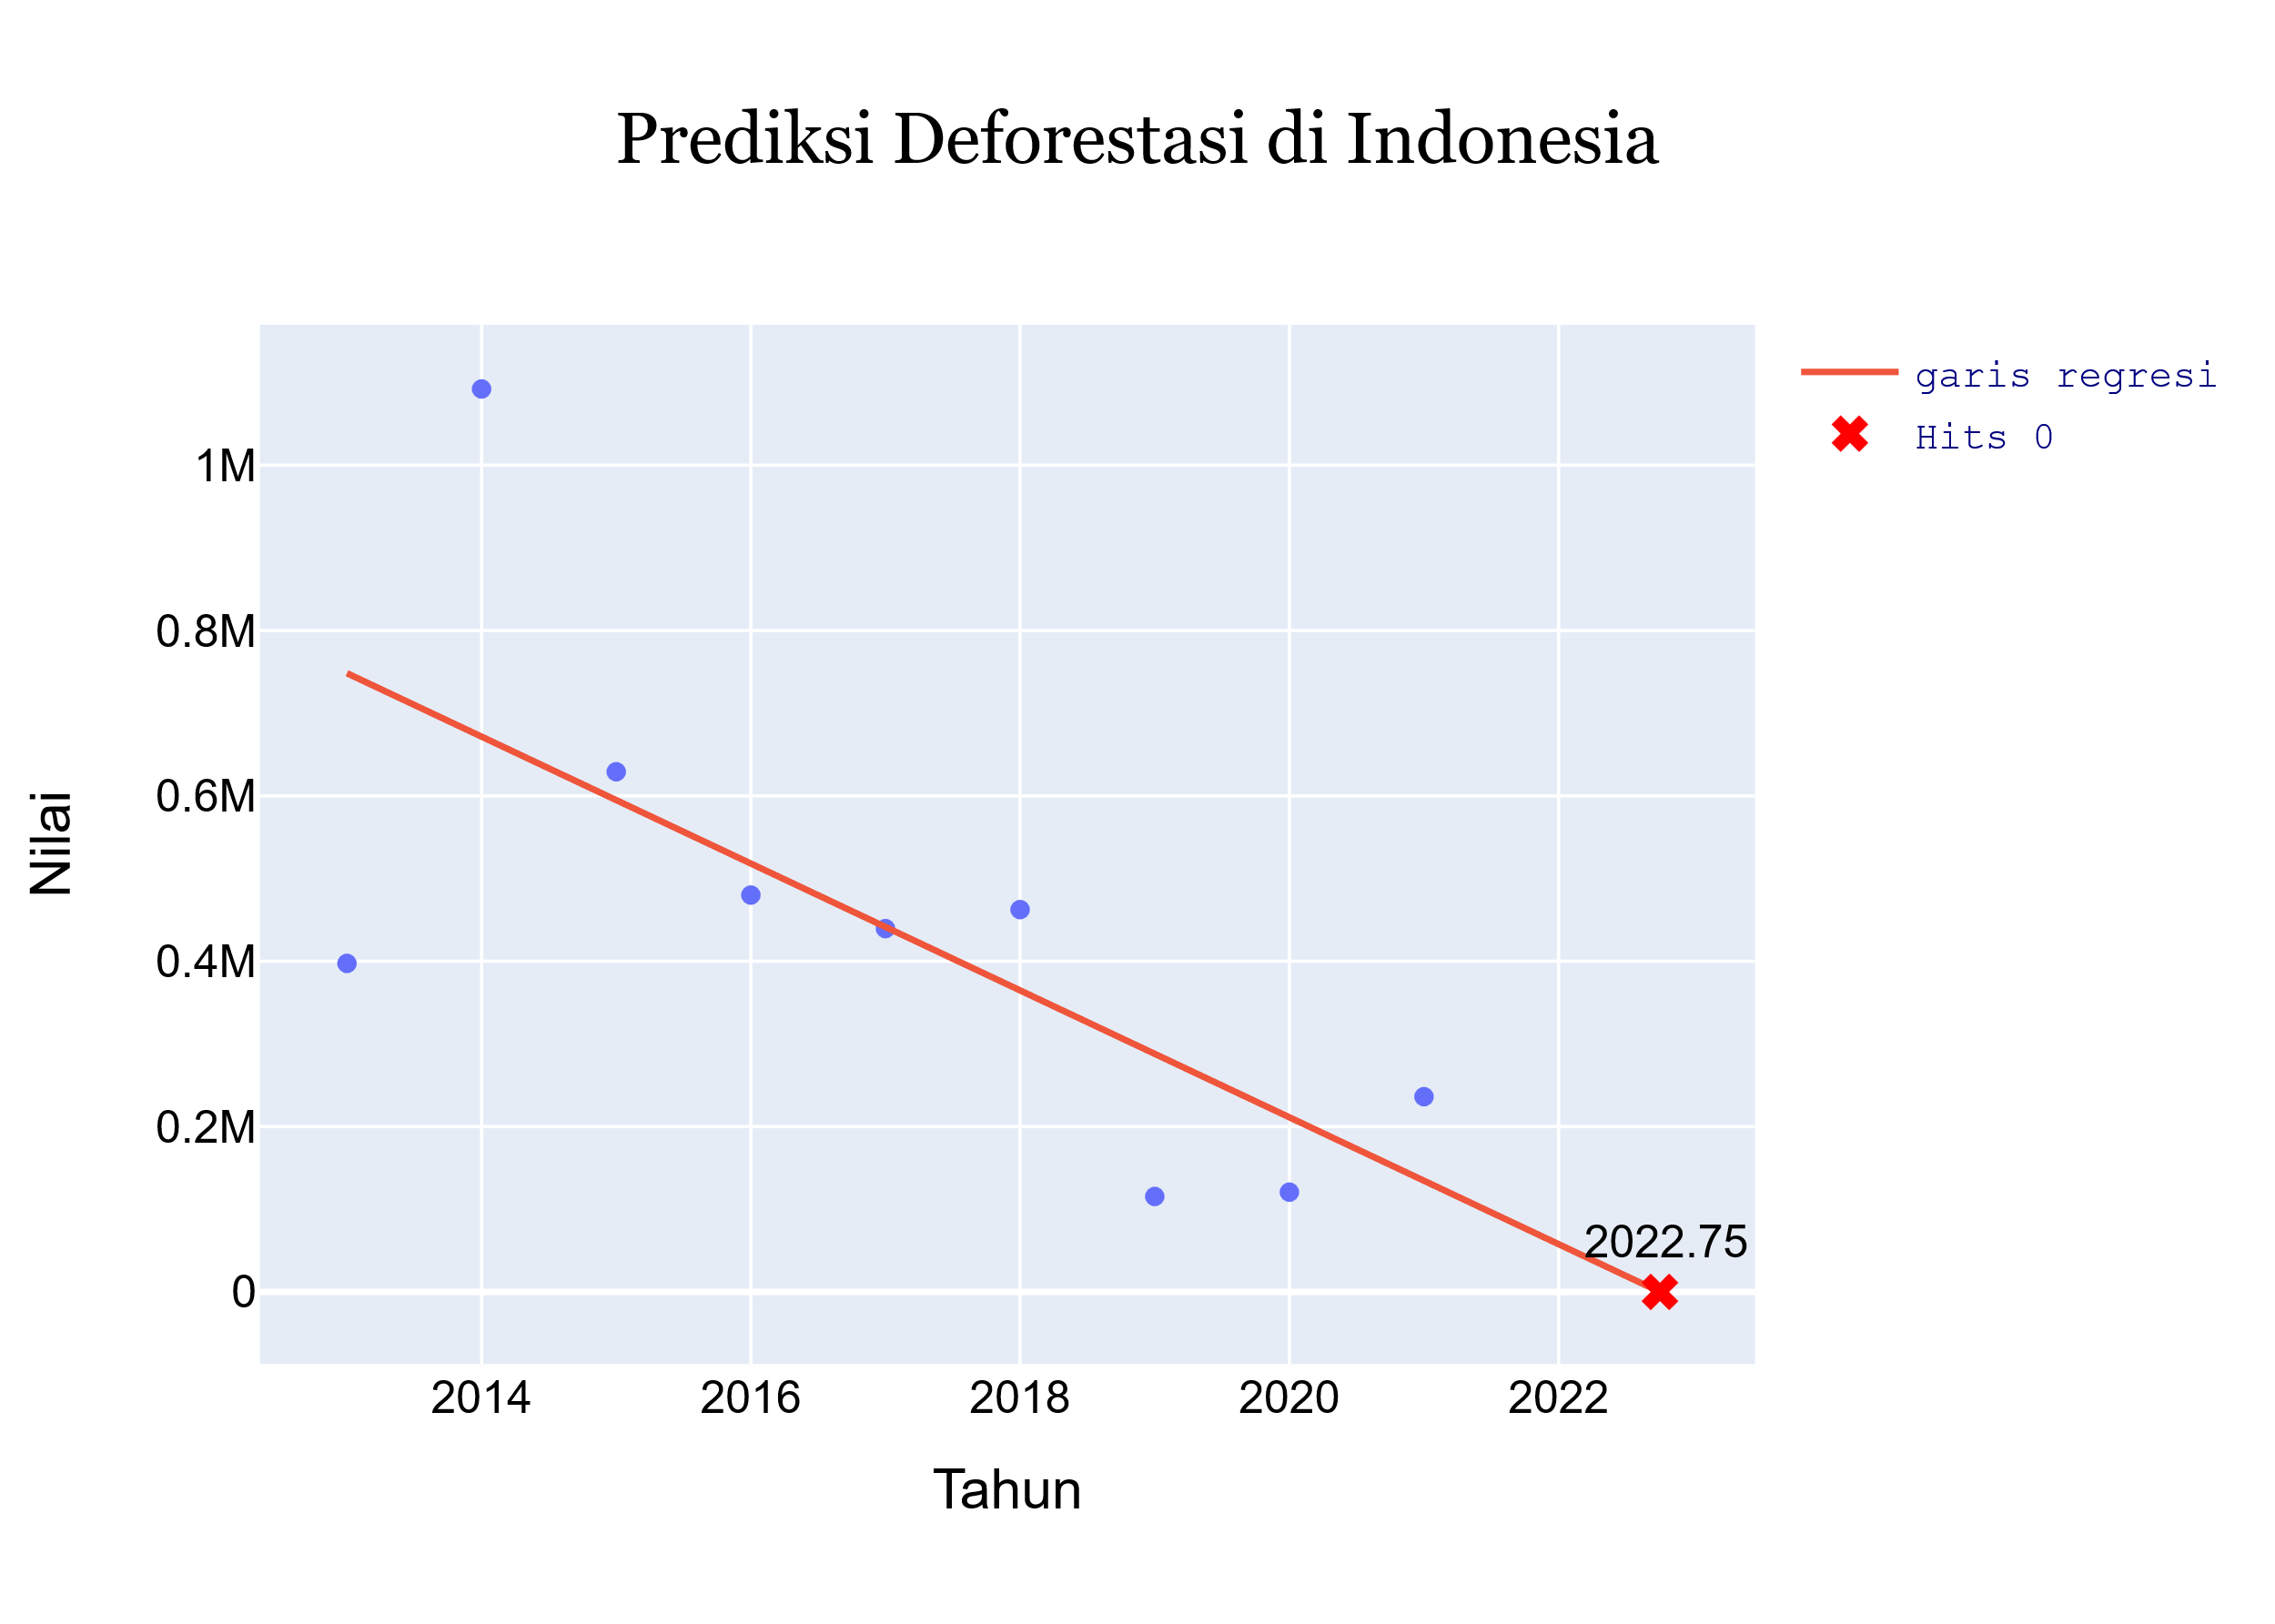 Prediksi Deforestasi di Indonesia
garis regresi
Hits 0
1M
0.8M
0.6M
0.4M
0.2M
0
Nilai
2022.75
2014
2016
2018
2020
2022
Tahun